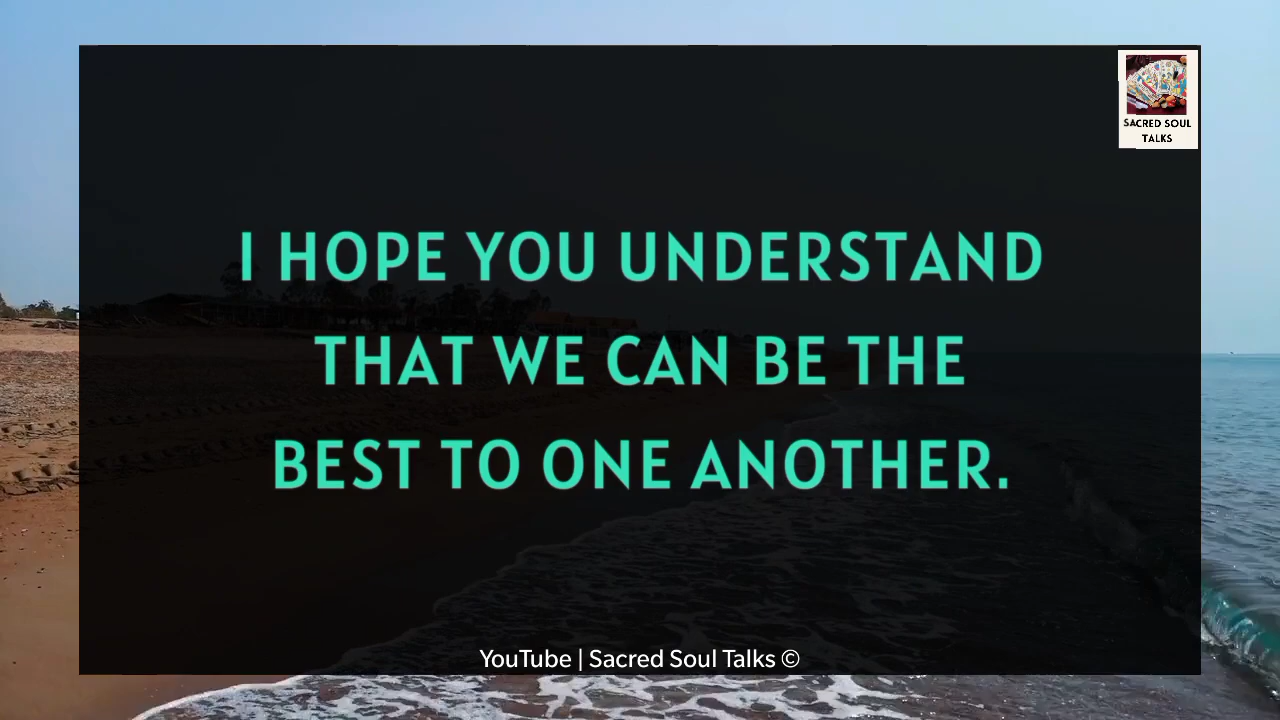 SACRED SOUL
TALKS
I HOPE YOU UNDERSTAND
THAT WE CAN BE THE
BEST TO ONE ANOTHER.
YouTube | Sacred Soul Talks ©